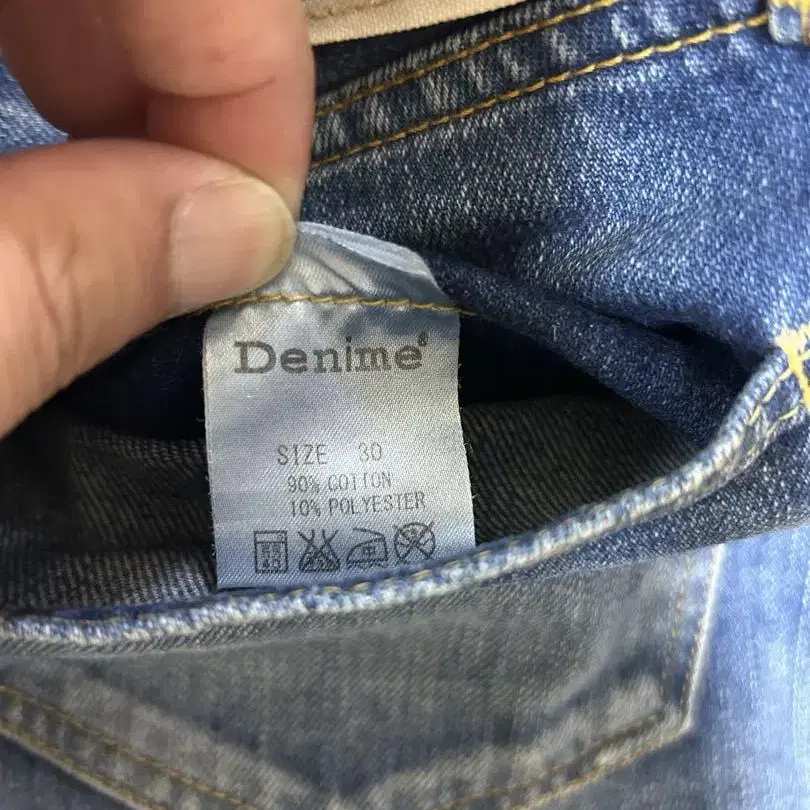 Denime®
SIZE 30
90% COTTON
10% POLYESTER